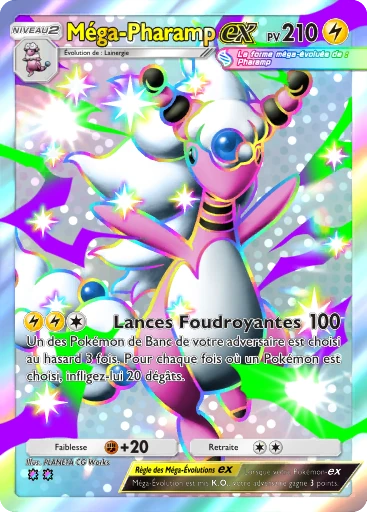 NIVEAU 2
Méga-Pharamp ex PV 210
Évolution de : Lainergie
La forme méga-évoluée de :
Pharamp
Lances Foudroyantes 100
Un des Pokémon de Banc de votre adversaire est choisi
au hasard 3 fois. Pour chaque fois où un Pokémon est
choisi, infligez-lui 20 dégâts.
Faiblesse +20 Retraite
Illus. PLANETA CG Works
Règle des Méga-Évolutions ex Lorsque votre Pokémon-ex
Méga-Évolution est mis K.O., votre adversaire gagne 3 points.